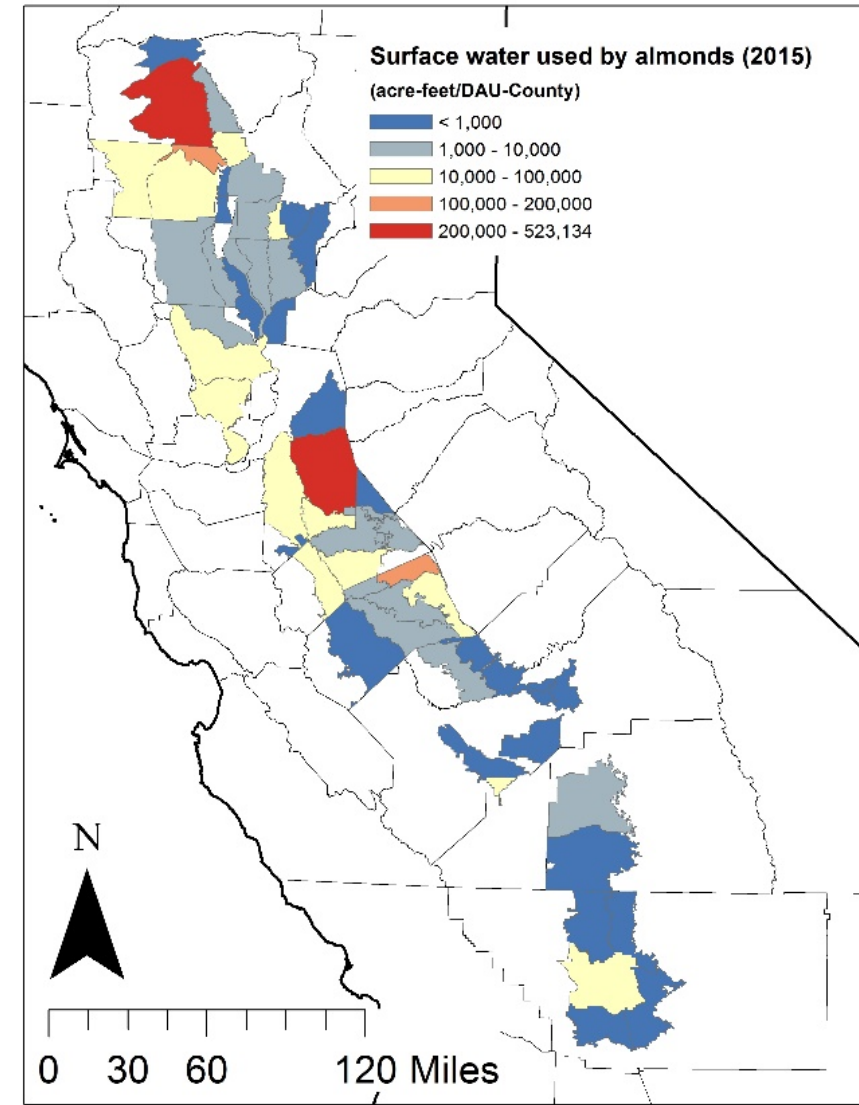 Surface water used by almonds (2015)
(acre-feet/DAU-County)
< 1,000
1,000 - 10,000
10,000 - 100,000
100,000 - 200,000
200,000 - 523,134
N
0 30 60 120 Miles